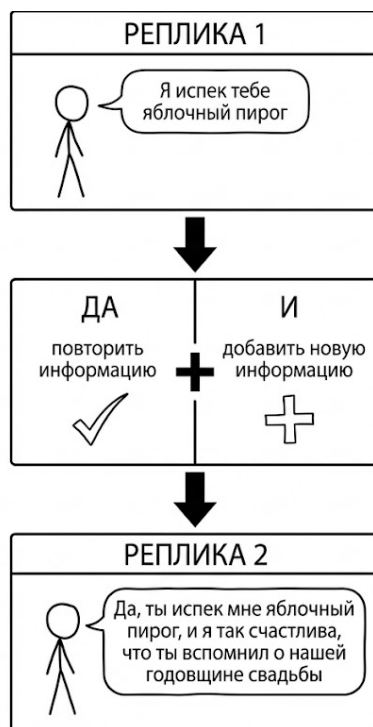 РЕПЛИКА 1
Я испек тебе
яблочный пирог
ДА
повторить
информацию
И
добавить новую
информацию
РЕПЛИКА 2
Да, ты испек мне яблочный
пирог, и я так счастлива,
что ты вспомнил о нашей
годовщине свадьбы